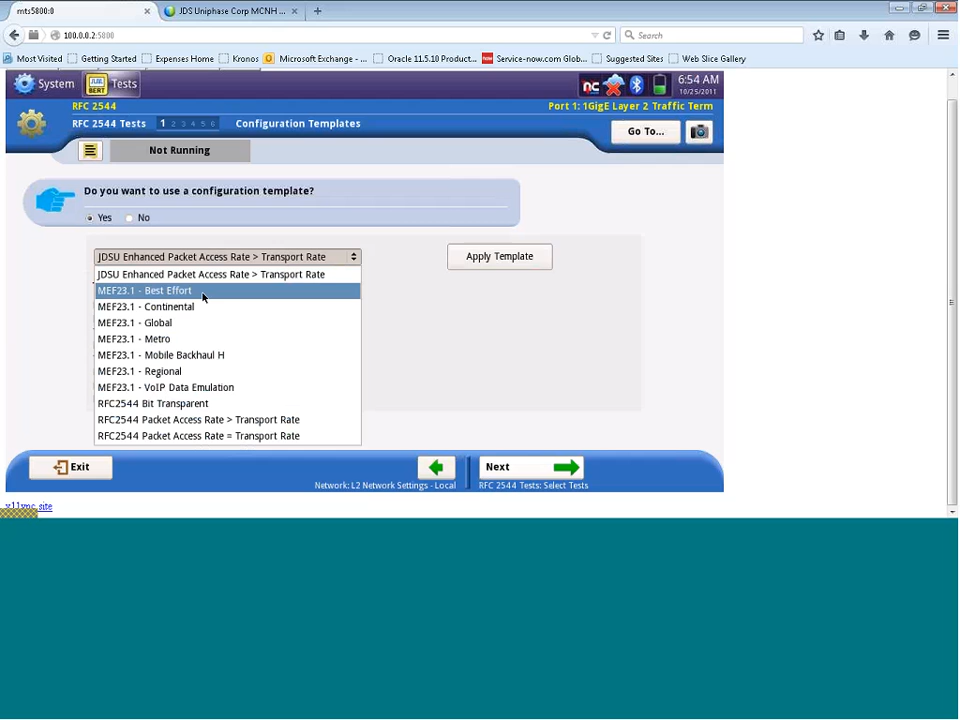 mts5800:0
JDS Uniphase Corp MCNH ...
100.0.0.2:5800
Search
Most Visited
Getting Started
Expenses Home
Kronos
Microsoft Exchange - ...
Oracle 11.5.10 Product...
Service-now.com Glob...
Suggested Sites
Web Slice Gallery
System
BERT
Tests
6:54 AM
10/25/2011
RFC 2544
Port 1: 1GigE Layer 2 Traffic Term
RFC 2544 Tests 1 2 3 4 5 6 Configuration Templates
Go To...
Not Running
Do you want to use a configuration template?
Yes No
JDSU Enhanced Packet Access Rate > Transport Rate
Apply Template
JDSU Enhanced Packet Access Rate > Transport Rate
MEF23.1 - Best Effort
MEF23.1 - Continental
MEF23.1 - Global
MEF23.1 - Metro
MEF23.1 - Mobile Backhaul H
MEF23.1 - Regional
MEF23.1 - VoIP Data Emulation
RFC2544 Bit Transparent
RFC2544 Packet Access Rate > Transport Rate
RFC2544 Packet Access Rate = Transport Rate
Exit
Next
Network: L2 Network Settings - Local
RFC 2544 Tests: Select Tests
site